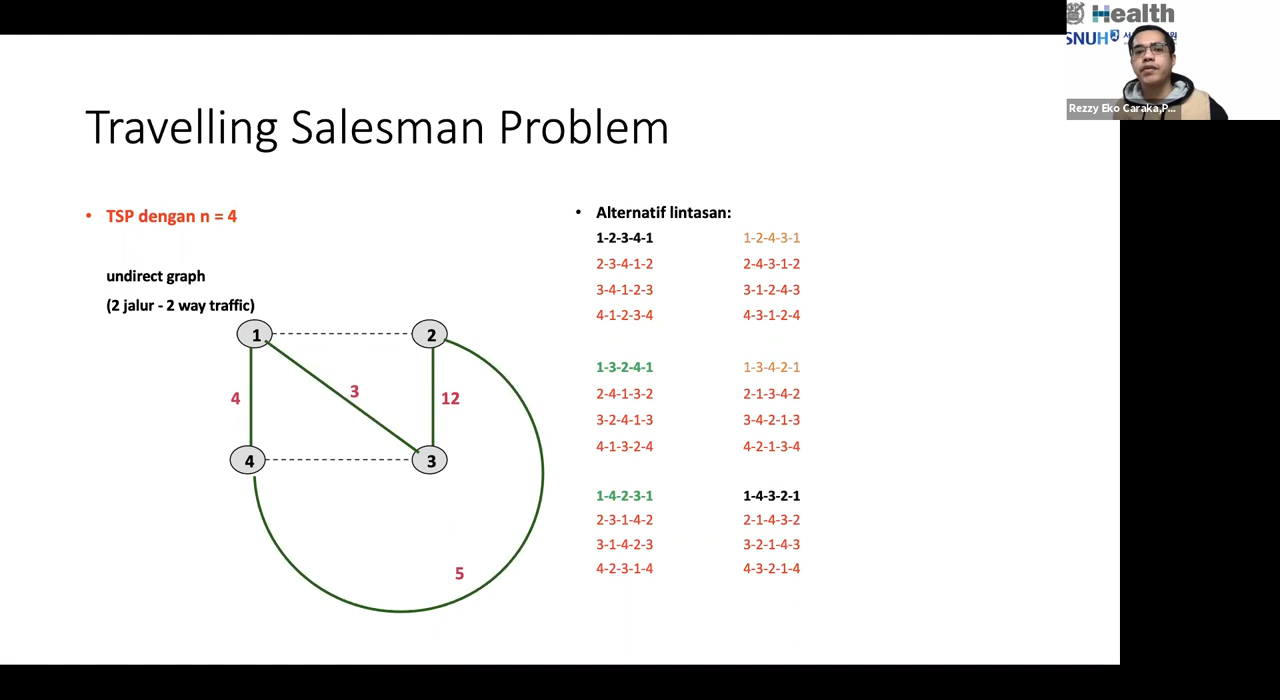 Health
SNUH
Rezzy Eko Caraka,P...
Travelling Salesman Problem
• TSP dengan n = 4
undirect graph
(2 jalur - 2 way traffic)
1
2
4
3
12
4
3
5
• Alternatif lintasan:
1-2-3-4-1 1-2-4-3-1
2-3-4-1-2 2-4-3-1-2
3-4-1-2-3 3-1-2-4-3
4-1-2-3-4 4-3-1-2-4
1-3-2-4-1 1-3-4-2-1
2-4-1-3-2 2-1-3-4-2
3-2-4-1-3 3-4-2-1-3
4-1-3-2-4 4-2-1-3-4
1-4-2-3-1 1-4-3-2-1
2-3-1-4-2 2-1-4-3-2
3-1-4-2-3 3-2-1-4-3
4-2-3-1-4 4-3-2-1-4